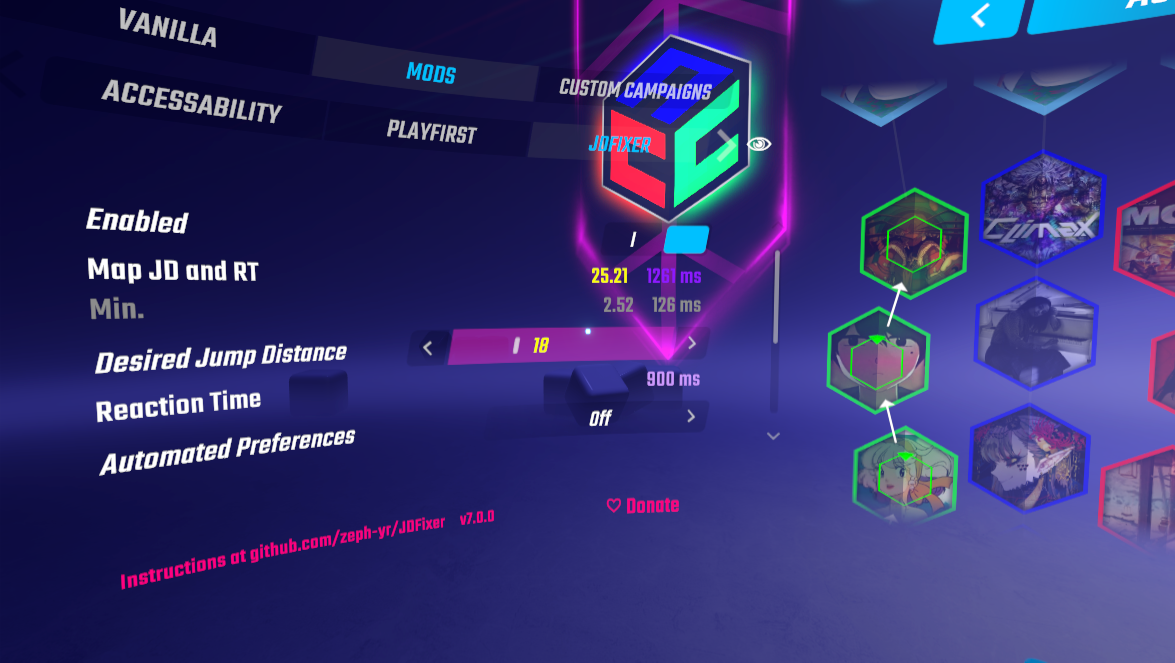 VANILLA
MODS
CUSTOM CAMPAIGNS
ACCESSABILITY
PLAYFIRST
JDFIXER
Enabled
I
Map JD and RT
25.21 1261 ms
Min.
2.52 126 ms
Desired Jump Distance
18
Reaction Time
900 ms
Automated Preferences
Off
Donate
Instructions at github.com/zeph-yr/JDFixer v7.0.0
CLIMAX